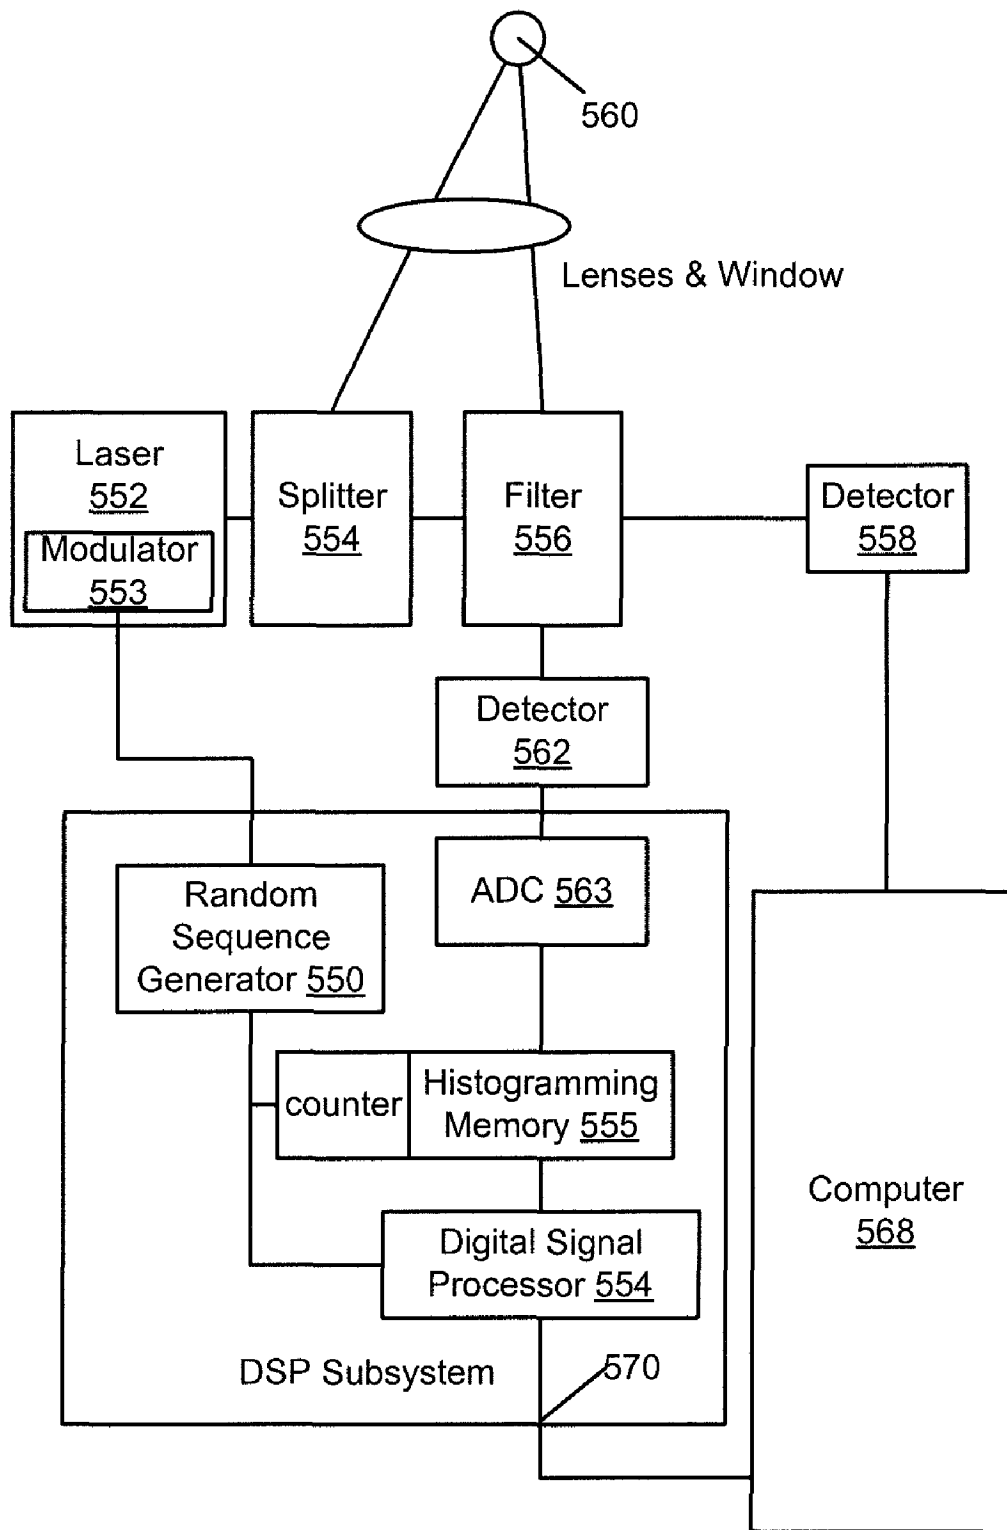 560
Lenses & Window
Laser
552
Modulator
553
Splitter
554
Filter
556
Detector
558
Detector
562
Random
Sequence
Generator 550
ADC 563
counter
Histogramming
Memory 555
Digital Signal
Processor 554
DSP Subsystem
570
Computer
568